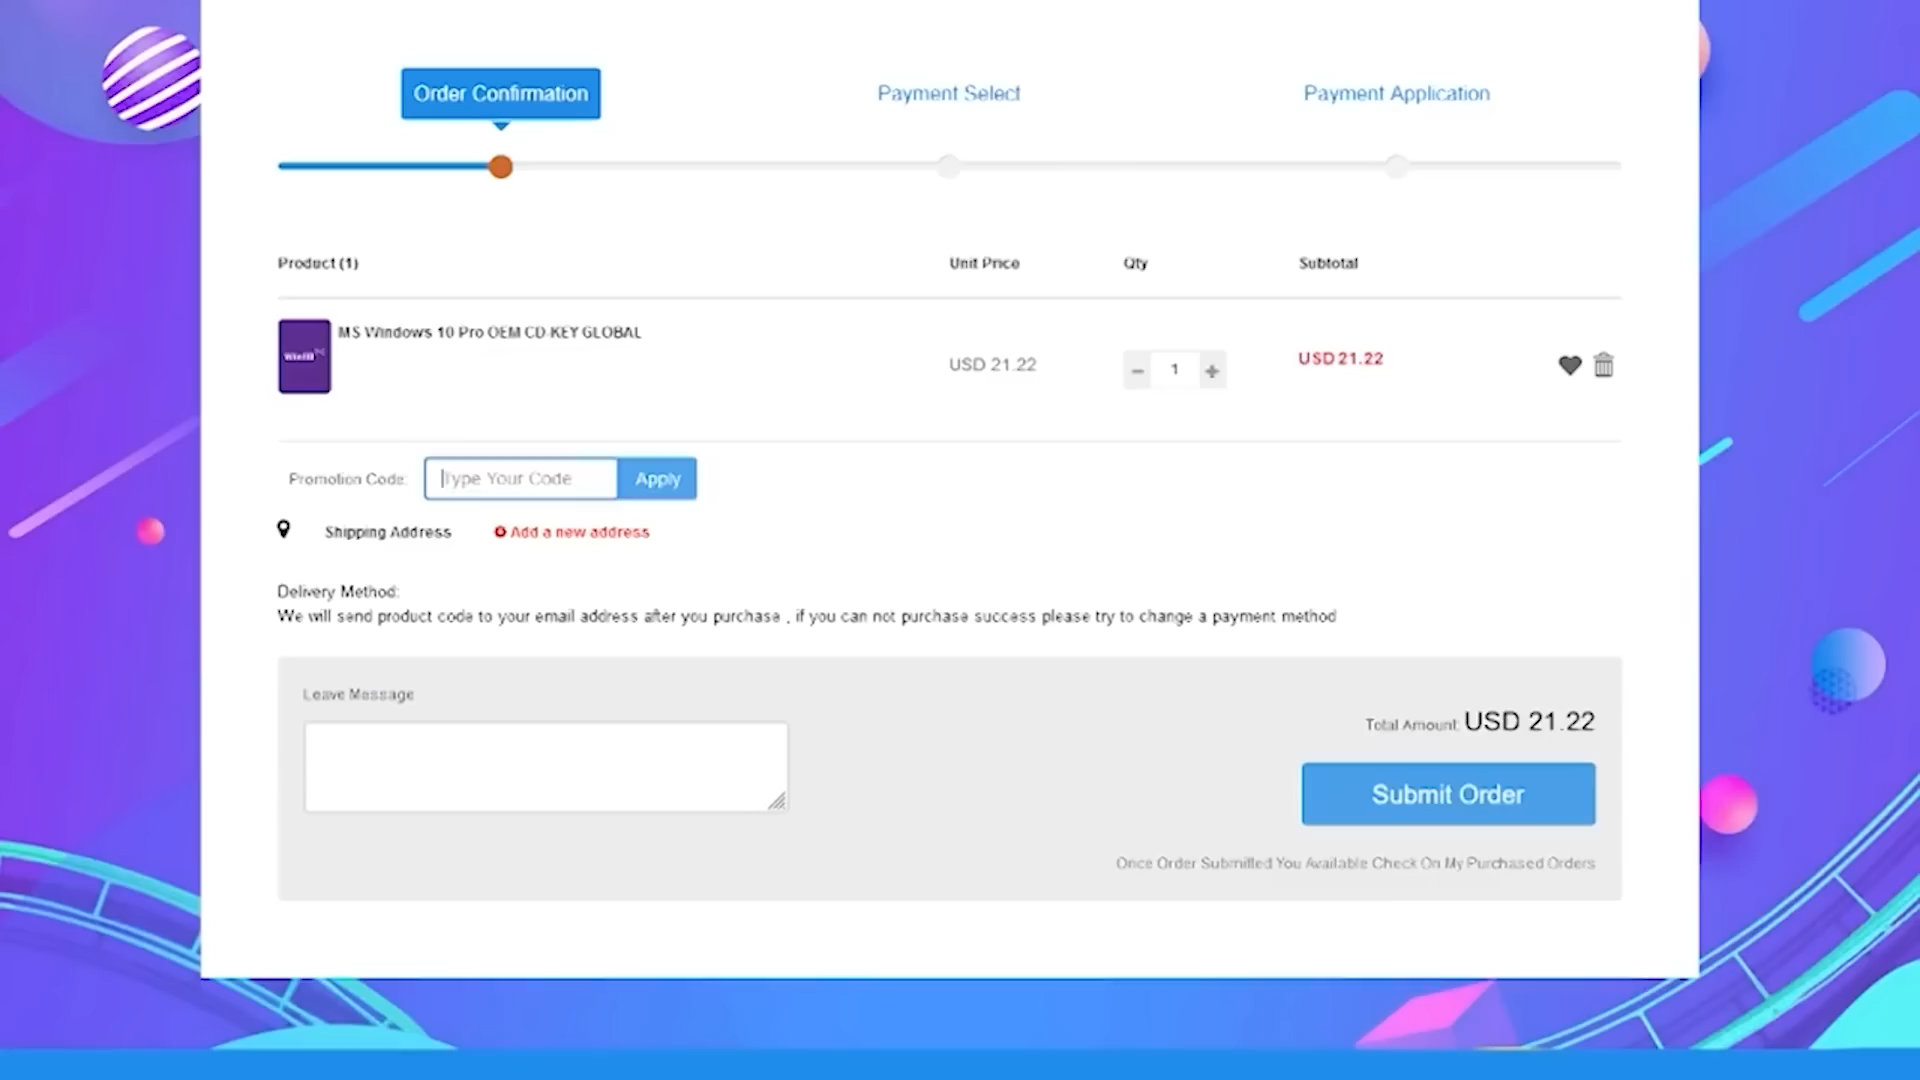 Order Confirmation
Payment Select
Payment Application
Product (1)
Unit Price
Qty
Subtotal
MS Windows 10 Pro OEM CD KEY GLOBAL
USD 21.22
− 1 +
USD 21.22
Promotion Code:
Type Your Code
Apply
Shipping Address
Add a new address
Delivery Method:
We will send product code to your email address after you purchase , if you can not purchase success please try to change a payment method
Leave Message
Total Amount: USD 21.22
Submit Order
Once Order Submitted You Available Check On My Purchased Orders